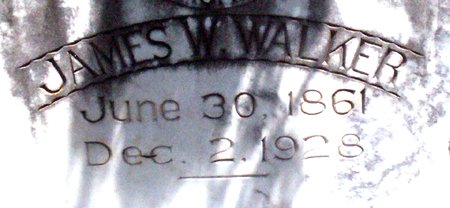 JAMES W. WALKER
June 30, 1861
Dec. 2, 1928